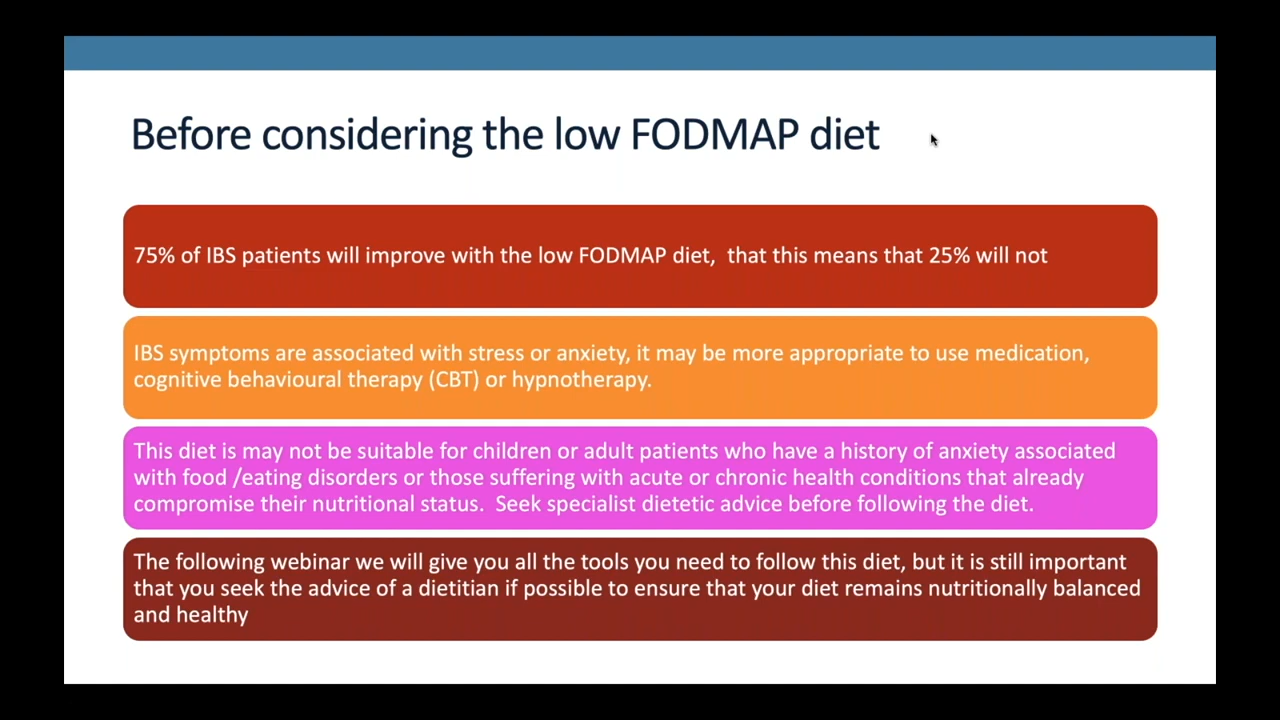 Before considering the low FODMAP diet
75% of IBS patients will improve with the low FODMAP diet,  that this means that 25% will not
IBS symptoms are associated with stress or anxiety, it may be more appropriate to use medication,
cognitive behavioural therapy (CBT) or hypnotherapy.
This diet is may not be suitable for children or adult patients who have a history of anxiety associated
with food /eating disorders or those suffering with acute or chronic health conditions that already
compromise their nutritional status.  Seek specialist dietetic advice before following the diet.
The following webinar we will give you all the tools you need to follow this diet, but it is still important
that you seek the advice of a dietitian if possible to ensure that your diet remains nutritionally balanced
and healthy